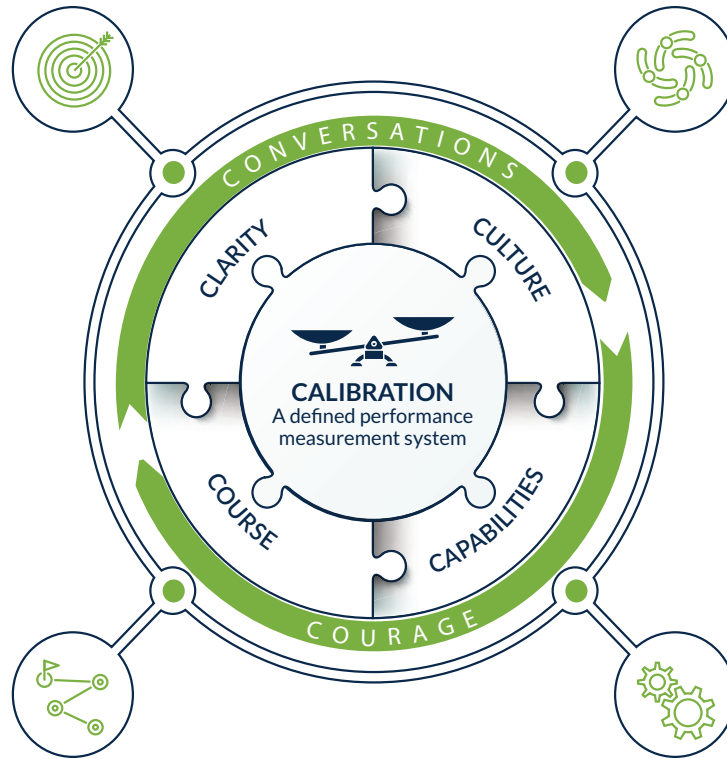 CONVERSATIONS
CLARITY
CULTURE
CALIBRATION
A defined performance
measurement system
COURSE
CAPABILITIES
COURAGE